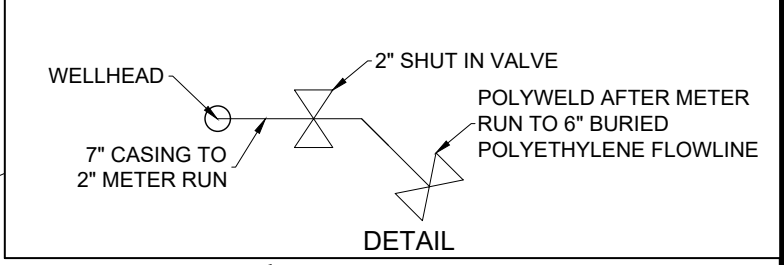 WELLHEAD
2" SHUT IN VALVE
7" CASING TO
2" METER RUN
POLYWELD AFTER METER
RUN TO 6" BURIED
POLYETHYLENE FLOWLINE
DETAIL